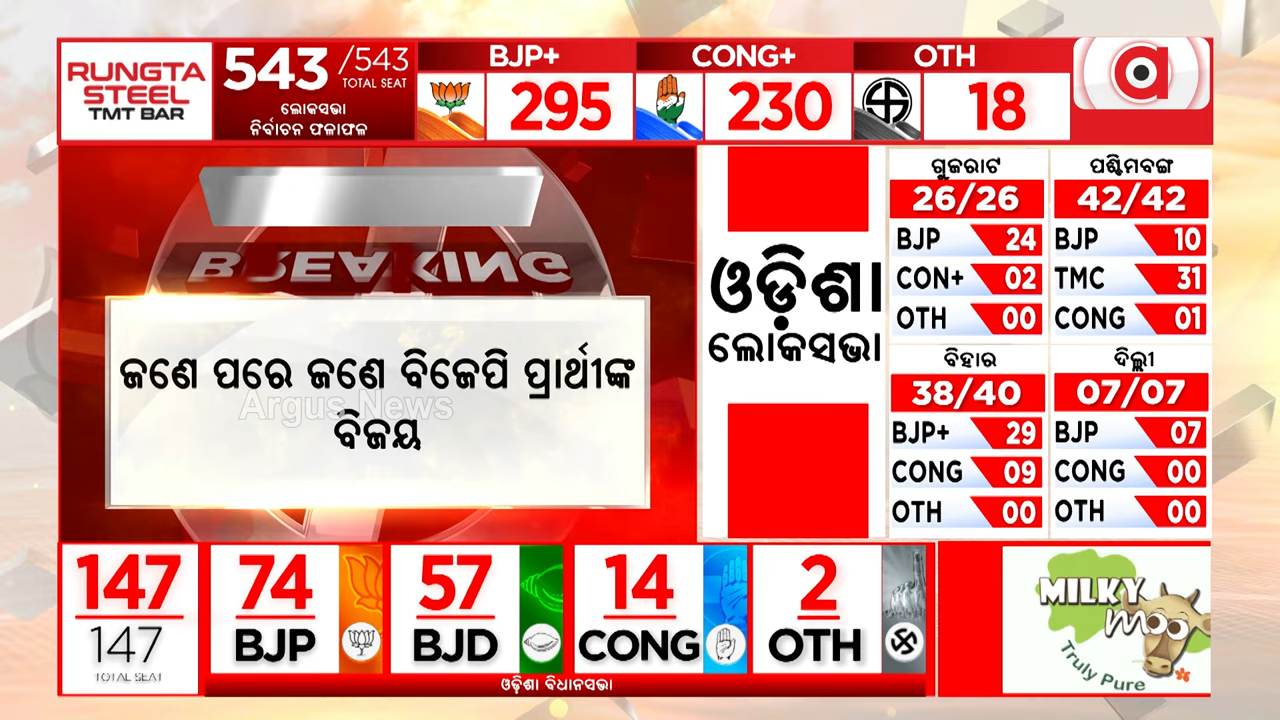 RUNGTA
STEEL
TMT BAR
543 /543
TOTAL SEAT
ଲୋକସଭା
ନିର୍ବାଚନ ଫଳାଫଳ
BJP+
295
CONG+
230
OTH
18
a
BREAKING
ଜଣେ ପରେ ଜଣେ ବିଜେପି ପ୍ରାର୍ଥୀଙ୍କ
ବିଜୟ
Argus News
ଓଡ଼ିଶା
ଲୋକସଭା
ଗୁଜରାଟ
26/26
BJP 24
CON+ 02
OTH 00
ପଶ୍ଚିମବଙ୍ଗ
42/42
BJP 10
TMC 31
CONG 01
ବିହାର
38/40
BJP+ 29
CONG 09
OTH 00
ଦିଲ୍ଲୀ
07/07
BJP 07
CONG 00
OTH 00
147
147
TOTAL SEAT
74
BJP
57
BJD
14
CONG
2
OTH
ଓଡ଼ିଶା ବିଧାନସଭା
MILKY
moo
Truly Pure